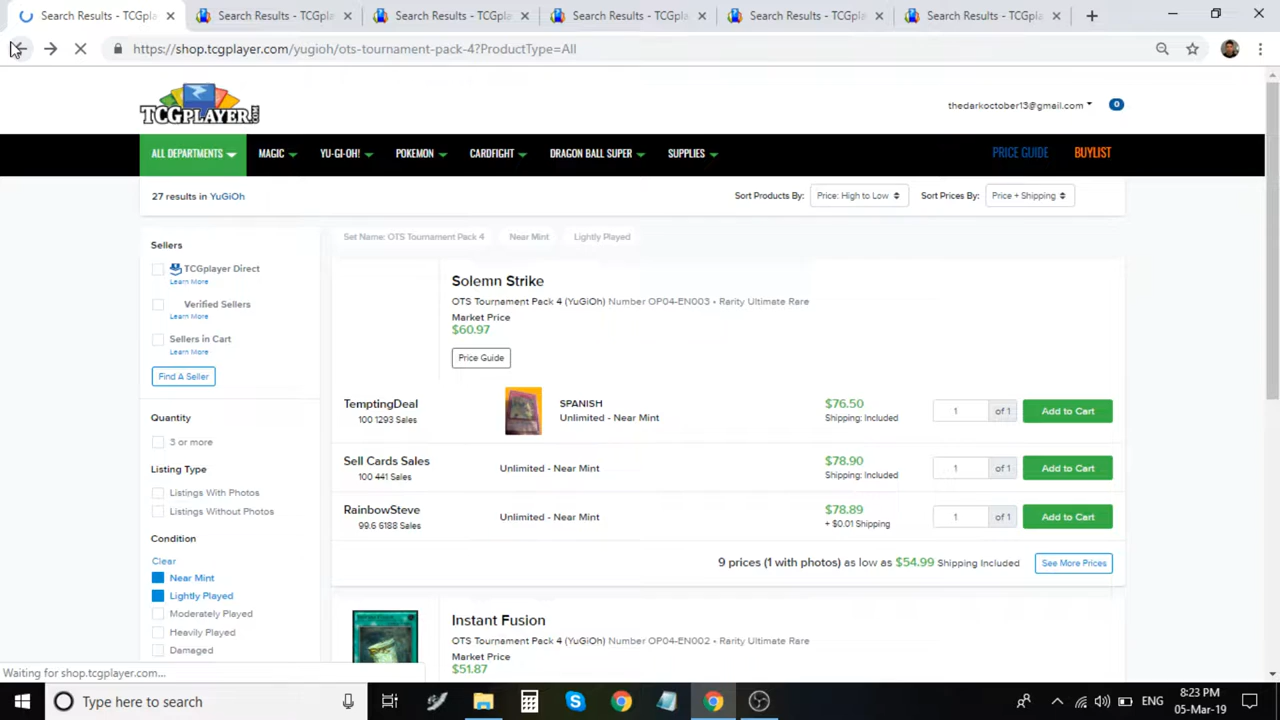 Search Results - TCGpla
Search Results - TCGpla
Search Results - TCGpla
Search Results - TCGpla
Search Results - TCGpla
Search Results - TCGpla
https://shop.tcgplayer.com/yugioh/ots-tournament-pack-4?ProductType=All
TCGPLAYER.COM
thedarkoctober13@gmail.com
0
ALL DEPARTMENTS
MAGIC
YU-GI-OH!
POKEMON
CARDFIGHT
DRAGON BALL SUPER
SUPPLIES
PRICE GUIDE
BUYLIST
27 results in YuGiOh
Sort Products By:
Price: High to Low
Sort Prices By:
Price + Shipping
Sellers
TCGplayer Direct
Learn More
Verified Sellers
Learn More
Sellers in Cart
Learn More
Find A Seller
Quantity
3 or more
Listing Type
Listings With Photos
Listings Without Photos
Condition
Clear
Near Mint
Lightly Played
Moderately Played
Heavily Played
Damaged
Set Name: OTS Tournament Pack 4
Near Mint
Lightly Played
Solemn Strike
OTS Tournament Pack 4 (YuGiOh) Number OP04-EN003 • Rarity Ultimate Rare
Market Price
$60.97
Price Guide
TemptingDeal
100 1293 Sales
SPANISH
Unlimited - Near Mint
$76.50
Shipping: Included
1
of 1
Add to Cart
Sell Cards Sales
100 441 Sales
Unlimited - Near Mint
$78.90
Shipping: Included
1
of 1
Add to Cart
RainbowSteve
99.6 6188 Sales
Unlimited - Near Mint
$78.89
+ $0.01 Shipping
1
of 1
Add to Cart
9 prices (1 with photos) as low as $54.99 Shipping Included
See More Prices
Instant Fusion
OTS Tournament Pack 4 (YuGiOh) Number OP04-EN002 • Rarity Ultimate Rare
Market Price
$51.87
Waiting for shop.tcgplayer.com...
Type here to search
ENG
8:23 PM
05-Mar-19